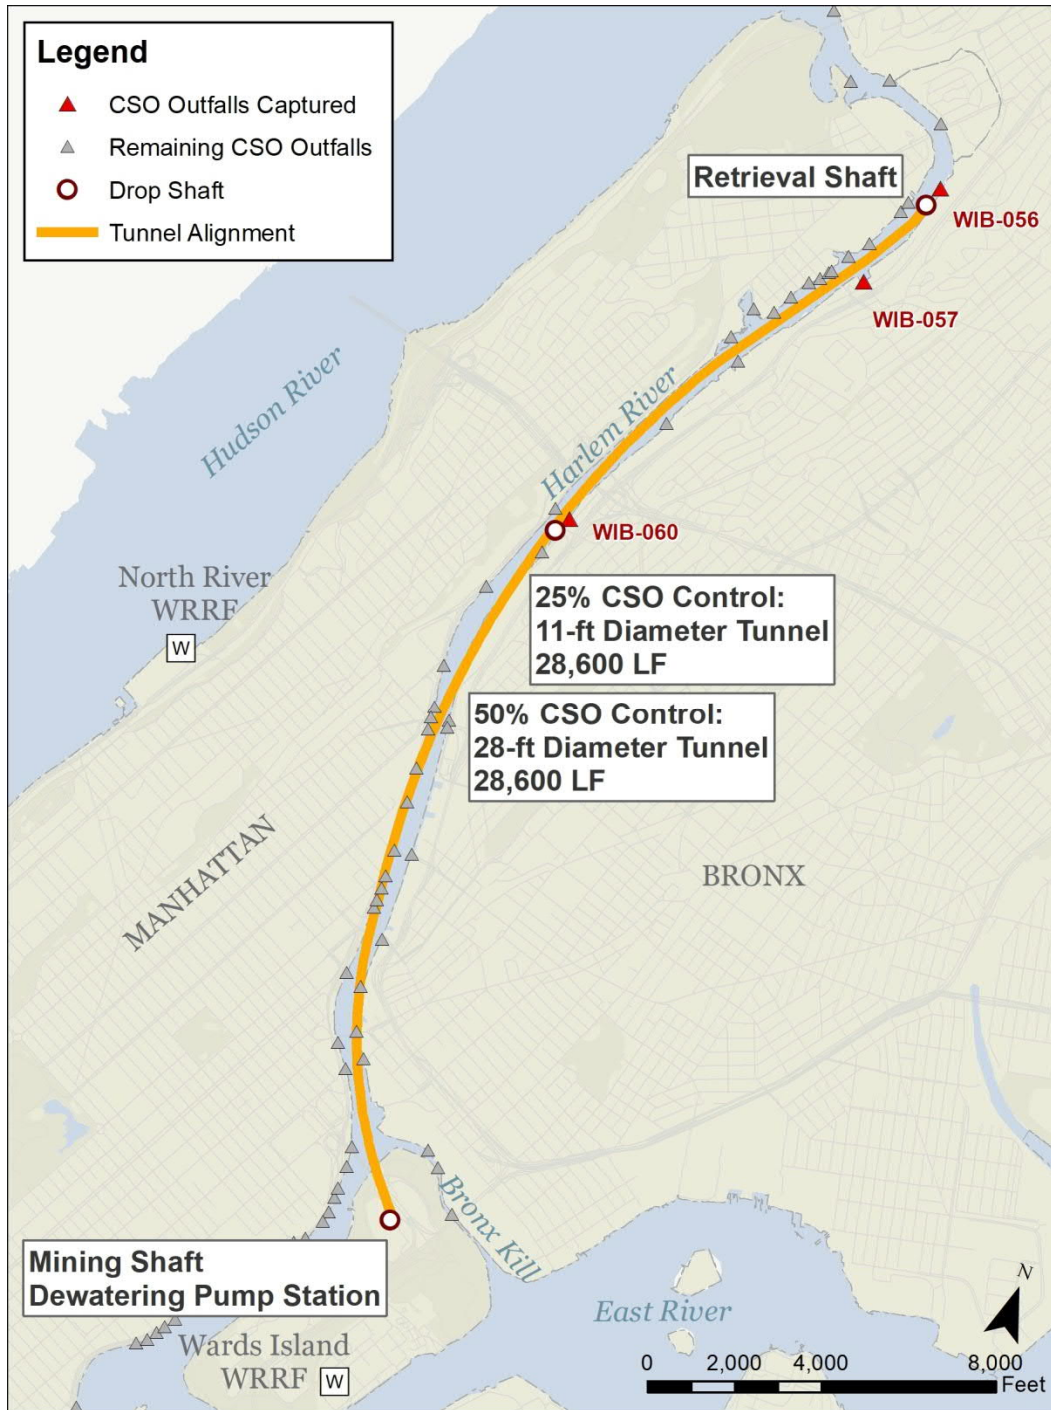 Legend
CSO Outfalls Captured
Remaining CSO Outfalls
Drop Shaft
Tunnel Alignment
Retrieval Shaft
WIB-056
WIB-057
Hudson River
Harlem River
WIB-060
North River
WRRF
W
25% CSO Control:
11-ft Diameter Tunnel
28,600 LF
50% CSO Control:
28-ft Diameter Tunnel
28,600 LF
MANHATTAN
BRONX
Bronx Kill
Mining Shaft
Dewatering Pump Station
East River
N
Wards Island
WRRF
W
0 2,000 4,000 8,000
Feet